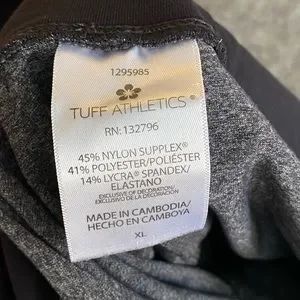 1295985
TUFF ATHLETICS®
RN: 132796
45% NYLON SUPPLEX®
41% POLYESTER/POLIÉSTER
14% LYCRA® SPANDEX/
ELASTANO
EXCLUSIVE OF DECORATION/
EXCLUSIVA DE LA DECORACIÓN
MADE IN CAMBODIA/
HECHO EN CAMBOYA
XL